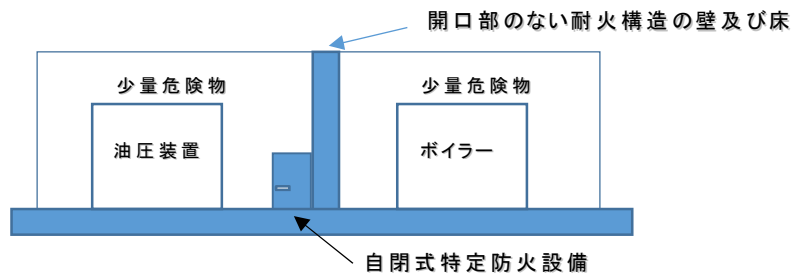 開口部のない耐火構造の壁及び床
少量危険物
少量危険物
油圧装置
ボイラー
自閉式特定防火設備